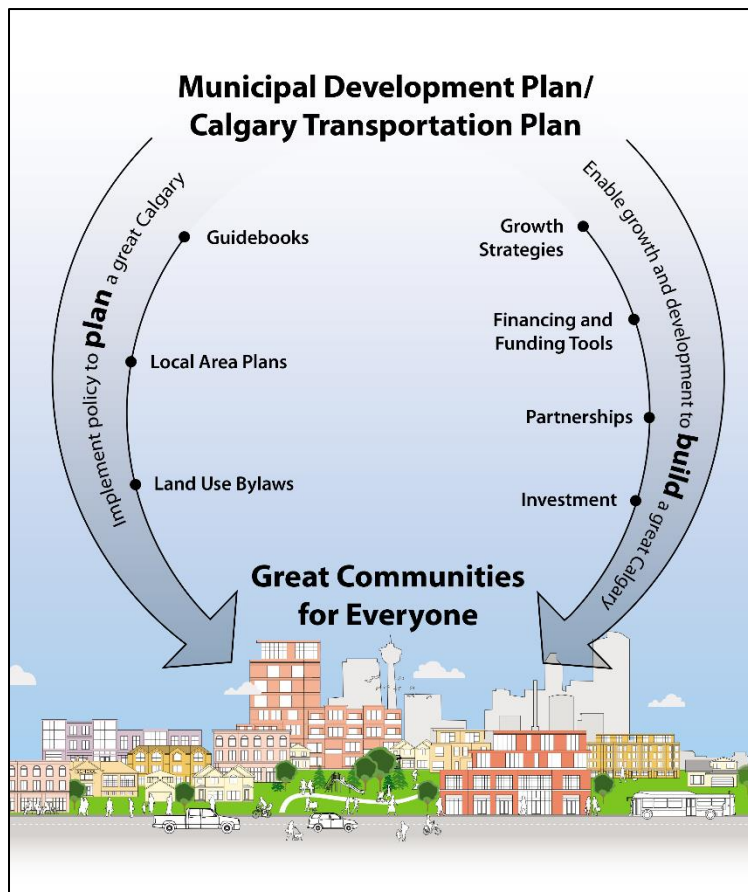 Municipal Development Plan/
Calgary Transportation Plan
Implement policy to plan a great Calgary
Guidebooks
Local Area Plans
Land Use Bylaws
Enable growth and development to build a great Calgary
Growth
Strategies
Financing and
Funding Tools
Partnerships
Investment
Great Communities
for Everyone